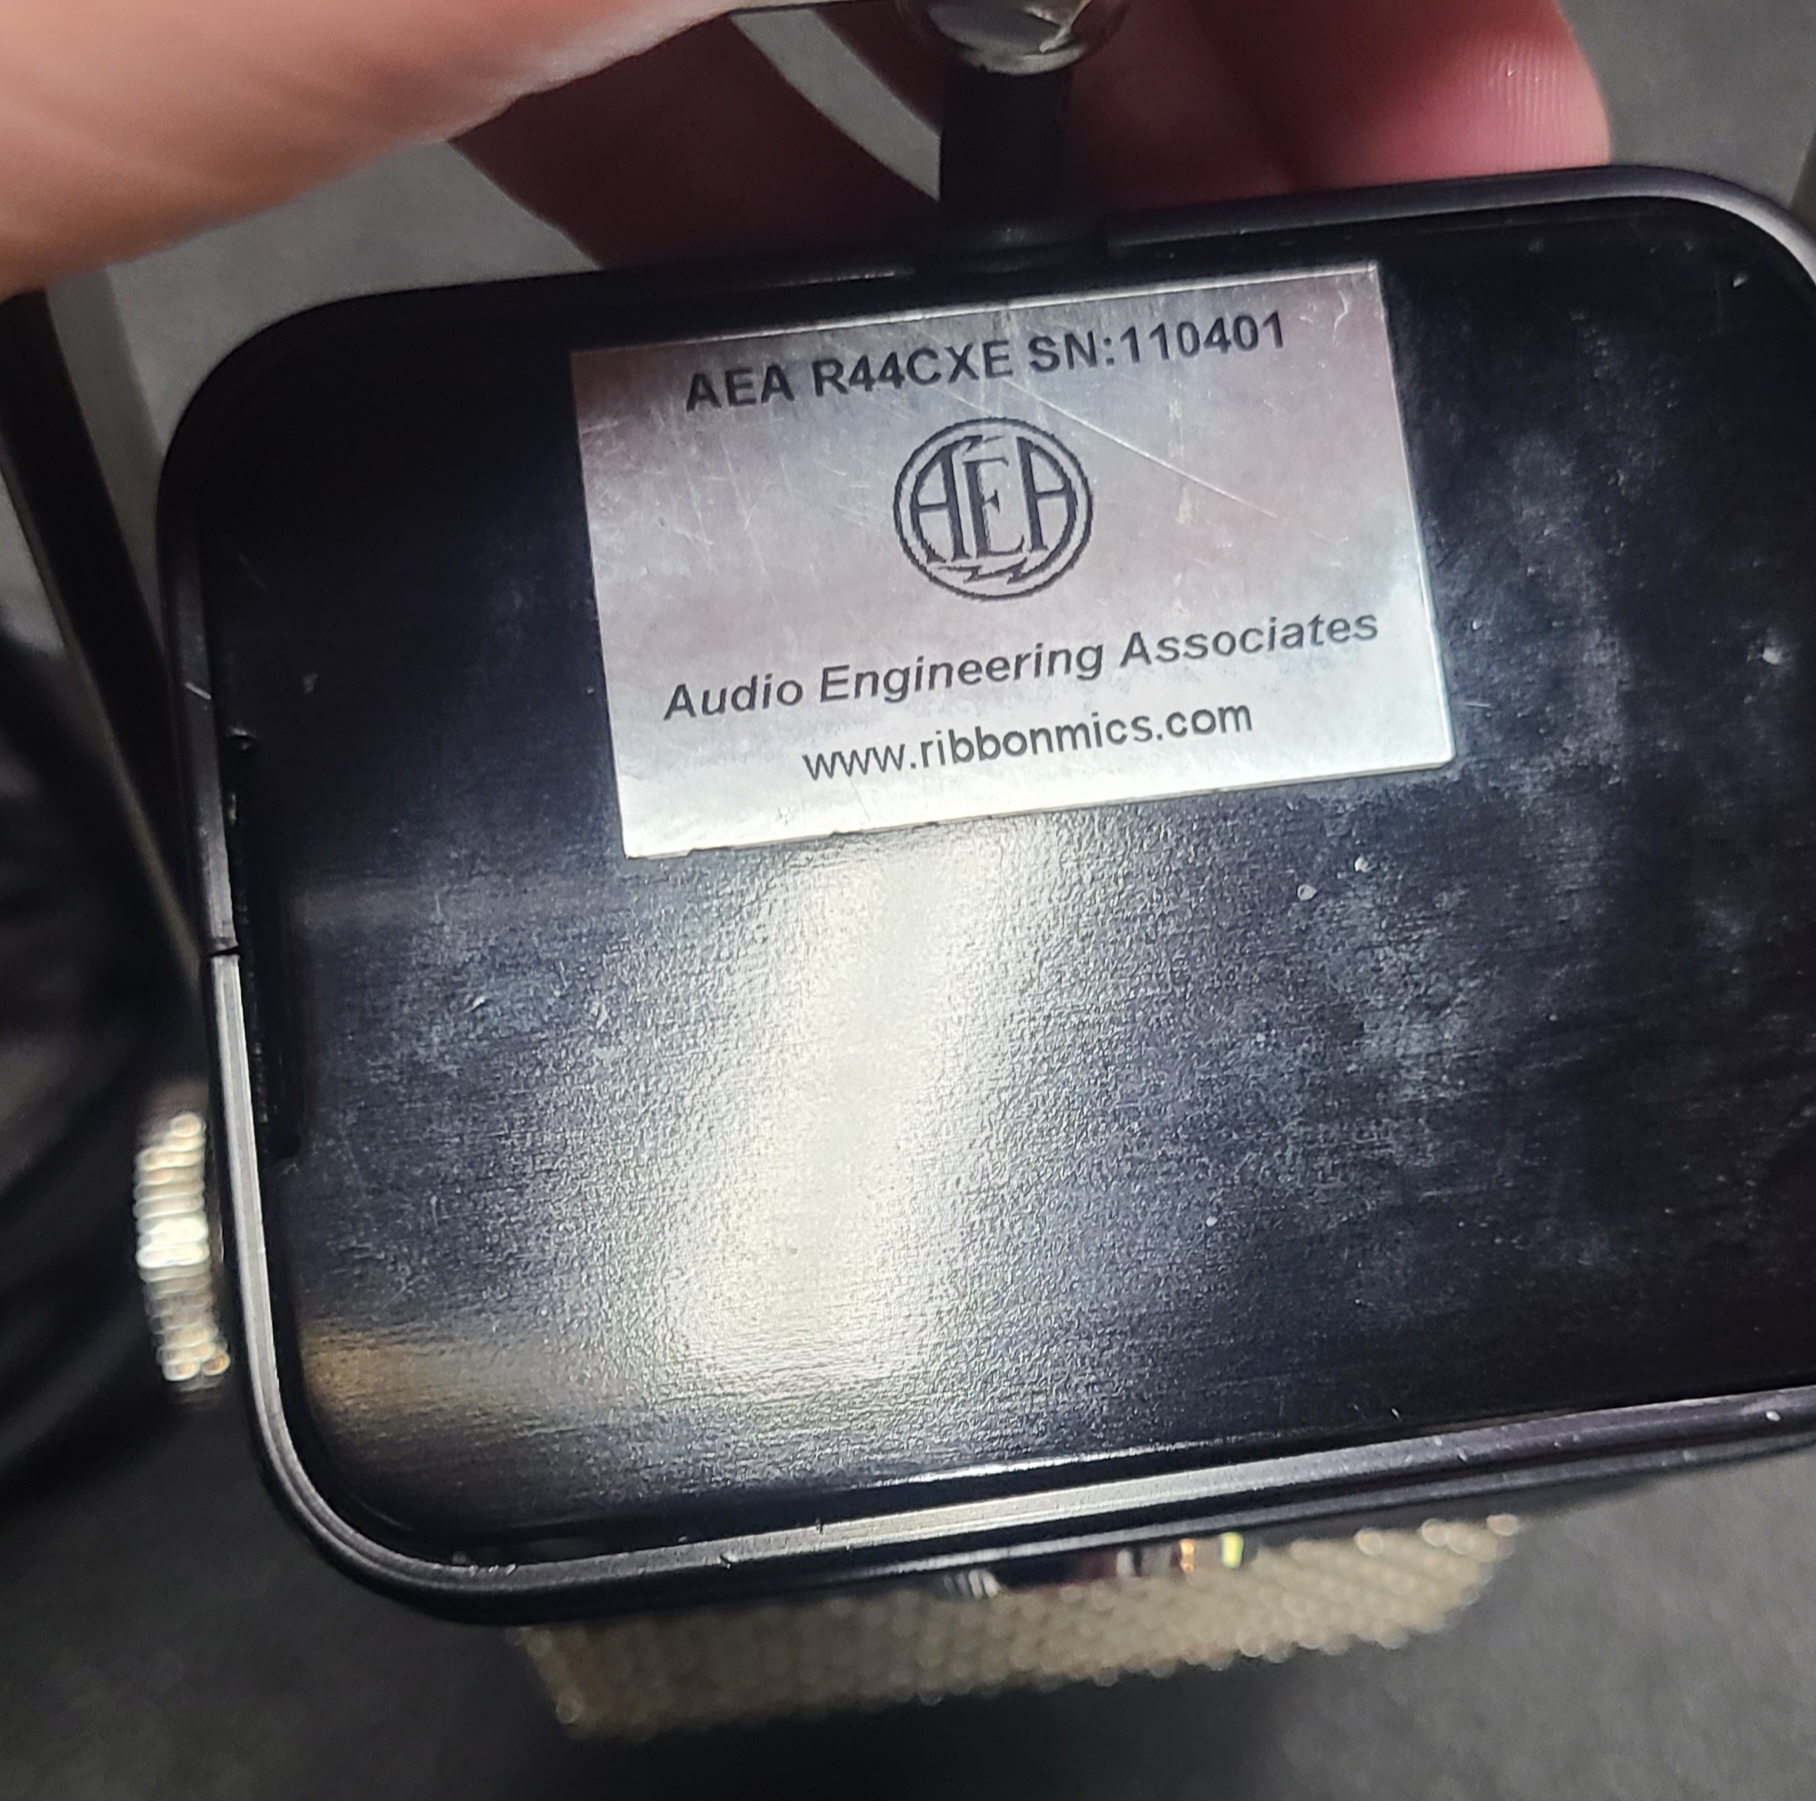 AEA R44CXE SN:110401
AEA
Audio Engineering Associates
www.ribbonmics.com